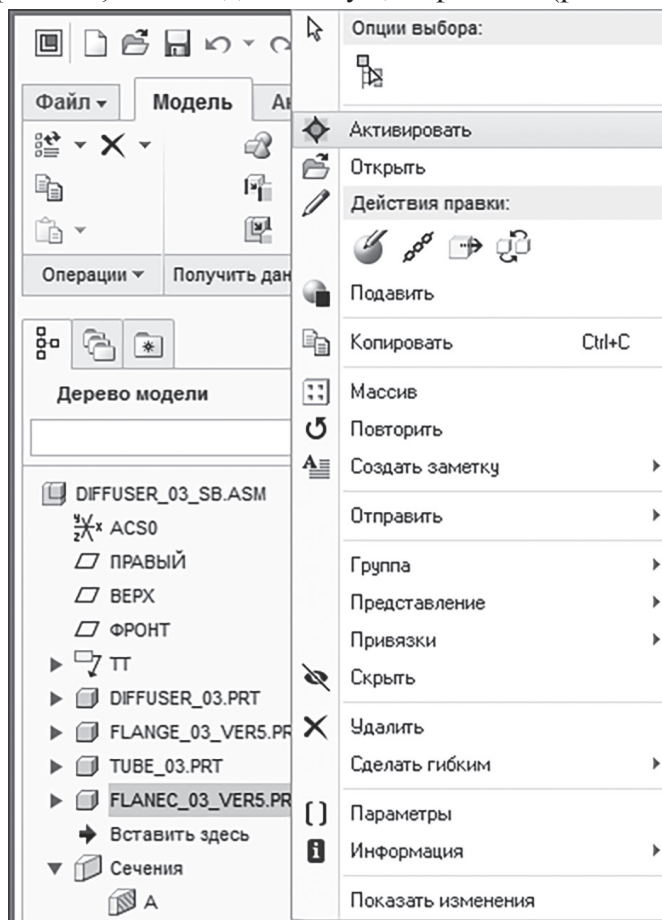 Опции выбора:
Файл
Модель
Активировать
Открыть
Действия правки:
Операции
Получить дан
Подавить
Копировать Ctrl+C
Дерево модели
Массив
Повторить
Создать заметку
Отправить
Группа
Представление
Привязки
Скрыть
Удалить
Сделать гибким
Параметры
Информация
Показать изменения
DIFFUSER_03_SB.ASM
ACS0
ПРАВЫЙ
ВЕРХ
ФРОНТ
ТТ
DIFFUSER_03.PRT
FLANGE_03_VER5.PR
TUBE_03.PRT
FLANEC_03_VER5.PR
Вставить здесь
Сечения
A